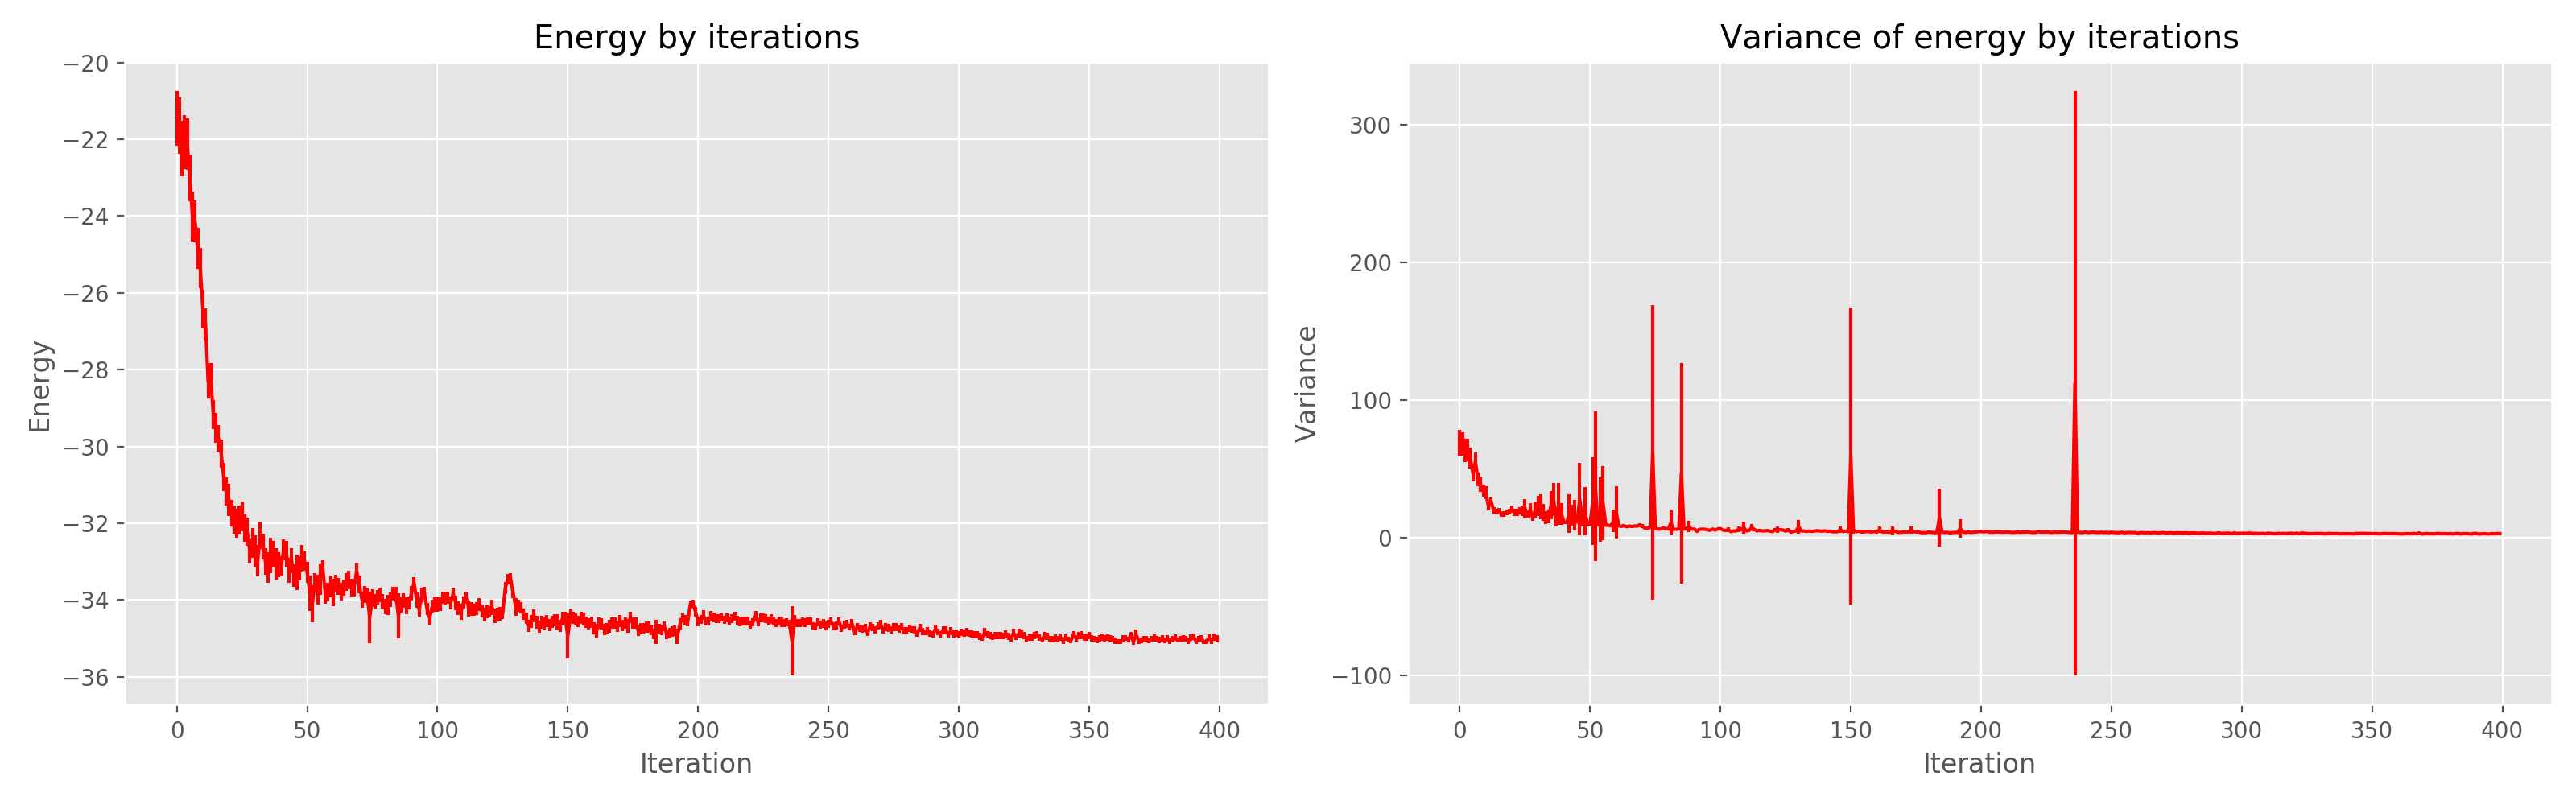 Energy by iterations
−20
−22
−24
−26
−28
−30
−32
−34
−36
Energy
0 50 100 150 200 250 300 350 400
Iteration
Variance of energy by iterations
300
200
100
0
−100
Variance
0 50 100 150 200 250 300 350 400
Iteration